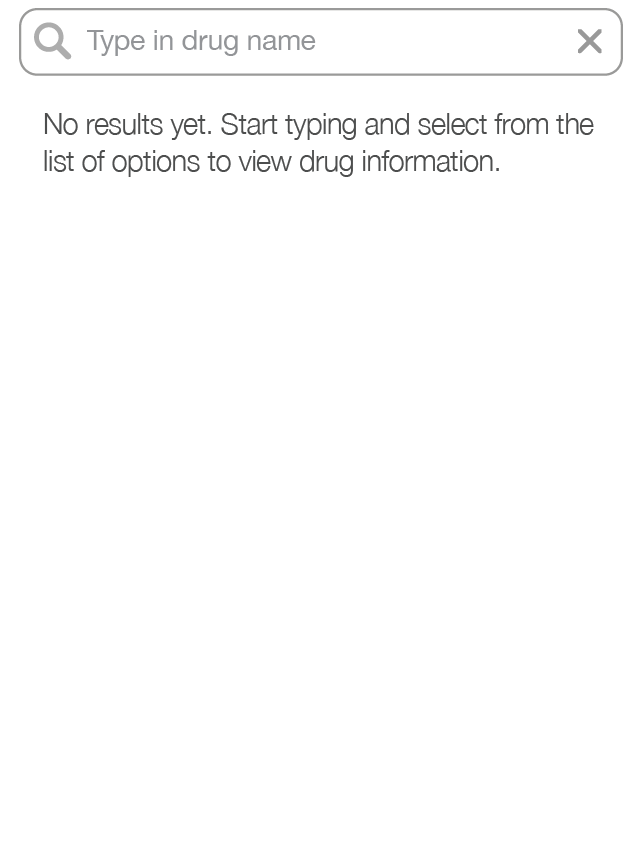 Type in drug name
No results yet. Start typing and select from the
list of options to view drug information.